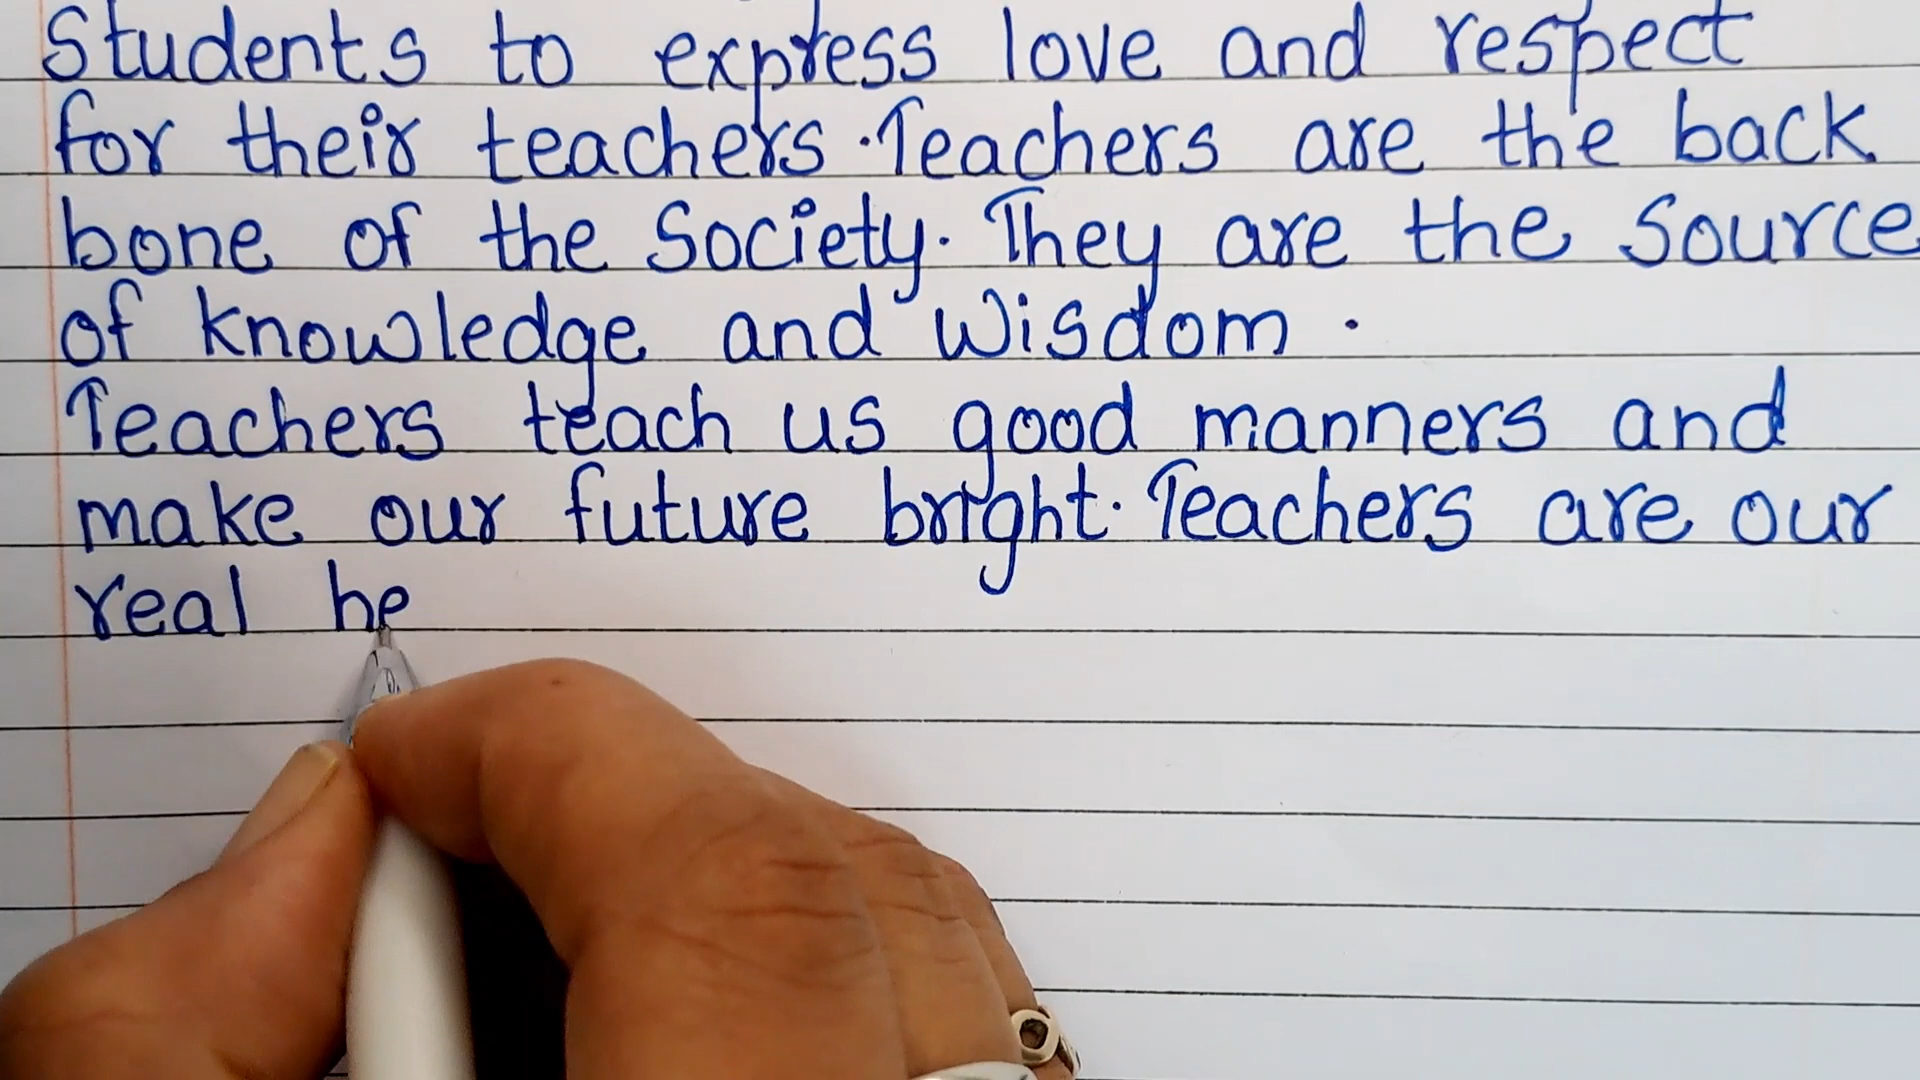 Students to express love and respect
for their teachers. Teachers are the back
bone of the Society. They are the Source
of knowledge and Wisdom.
Teachers teach us good manners and
make our future bright. Teachers are our
real he